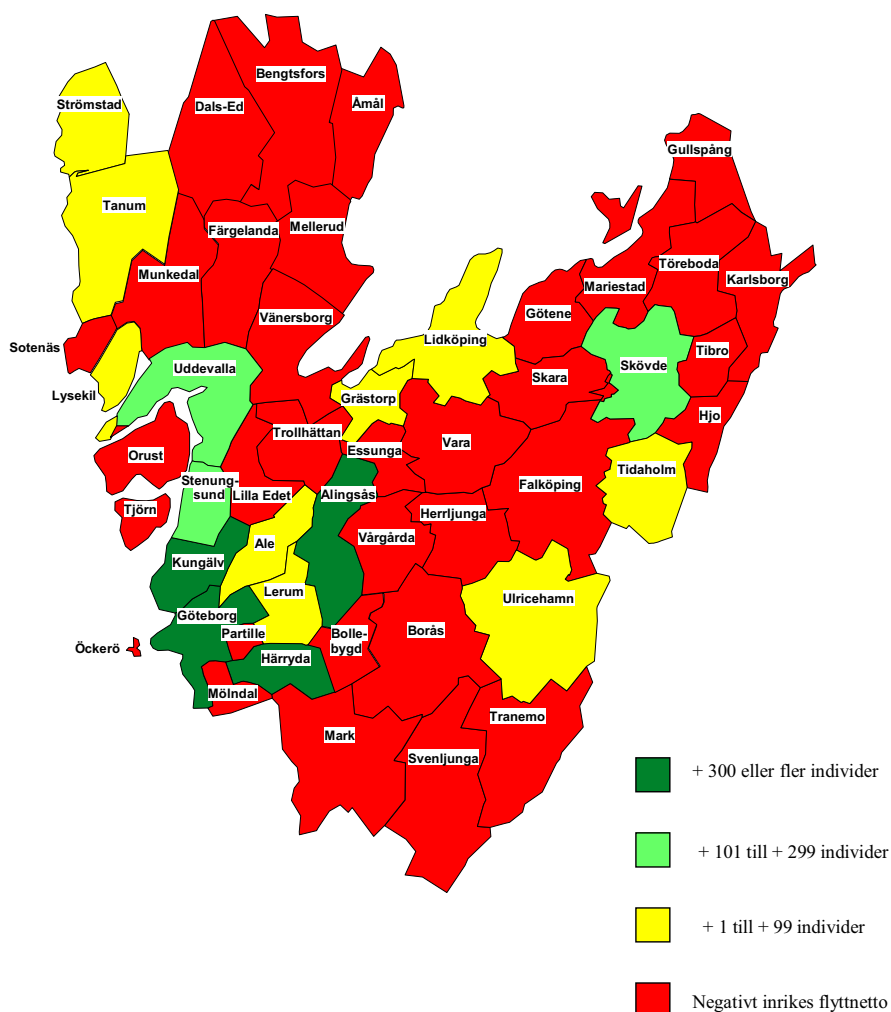 Bengtsfors
Åmål
Strömstad
Dals-Ed
Gullspång
Tanum
Färgelanda
Mellerud
Töreboda
Munkedal
Mariestad
Karlsborg
Götene
Vänersborg
Sotenäs
Lidköping
Tibro
Uddevalla
Skövde
Skara
Lysekil
Grästorp
Hjo
Trollhättan
Vara
Orust
Essunga
Tidaholm
Stenung-
sund
Lilla Edet
Alingsås
Falköping
Tjörn
Herrljunga
Vårgårda
Ale
Kungälv
Lerum
Ulricehamn
Göteborg
Partille
Bolle-
bygd
Borås
Öckerö
Härryda
Mölndal
Tranemo
Mark
Svenljunga
+ 300 eller fler individer
+ 101 till + 299 individer
+ 1 till + 99 individer
Negativt inrikes flyttnetto